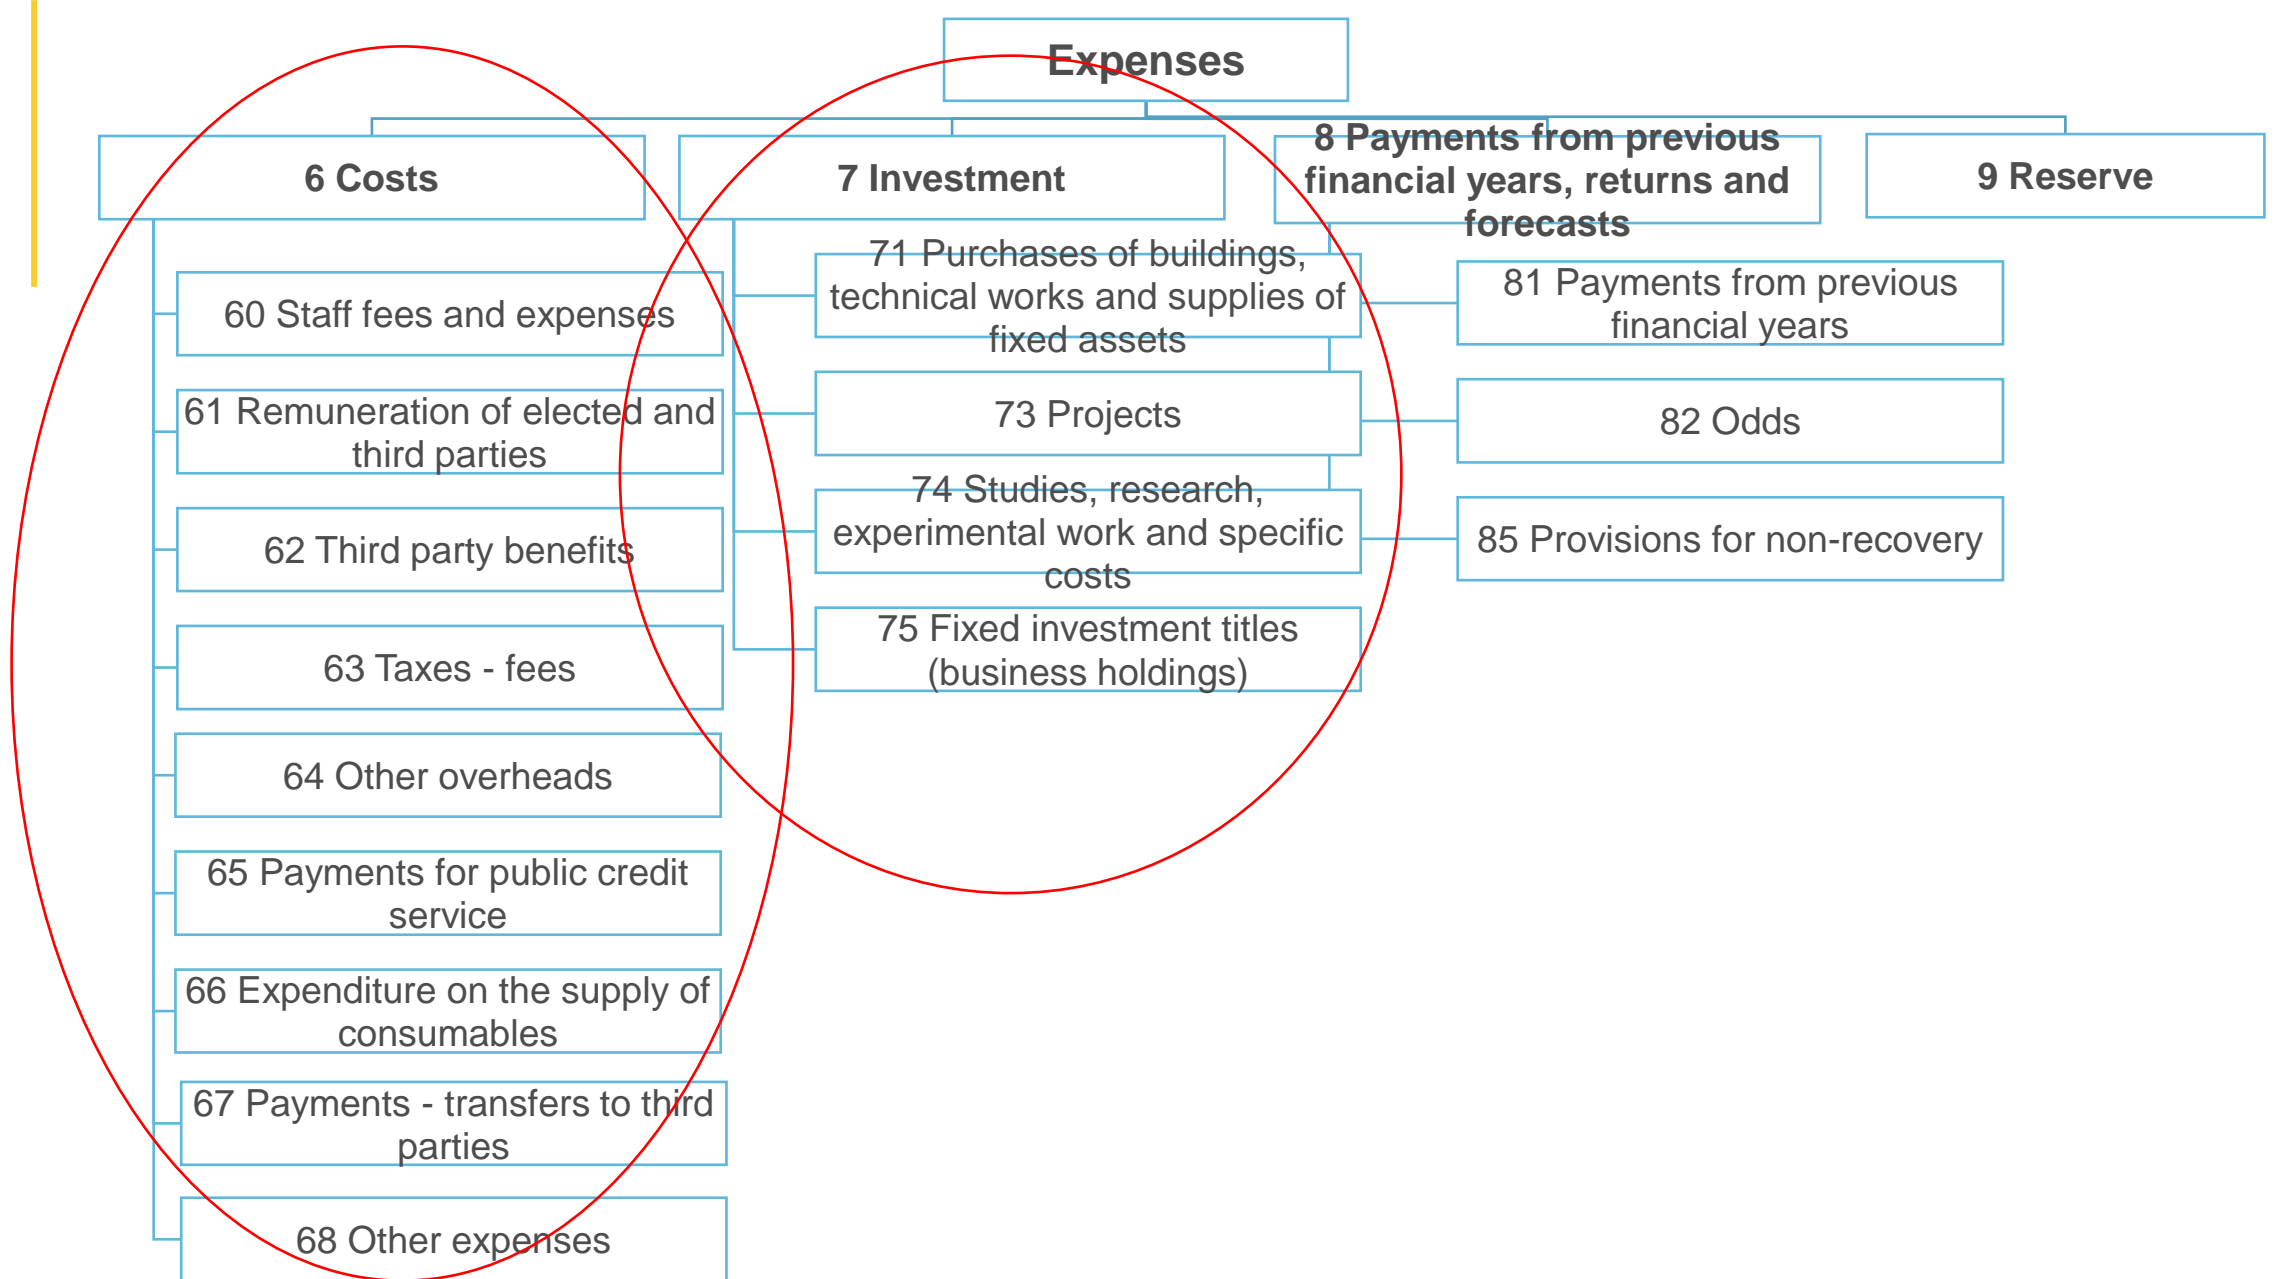 Expenses
6 Costs
60 Staff fees and expenses
61 Remuneration of elected and
third parties
62 Third party benefits
63 Taxes - fees
64 Other overheads
65 Payments for public credit
service
66 Expenditure on the supply of
consumables
67 Payments - transfers to third
parties
68 Other expenses
7 Investment
71 Purchases of buildings,
technical works and supplies of
fixed assets
73 Projects
74 Studies, research,
experimental work and specific
costs
75 Fixed investment titles
(business holdings)
8 Payments from previous
financial years, returns and
forecasts
81 Payments from previous
financial years
82 Odds
85 Provisions for non-recovery
9 Reserve